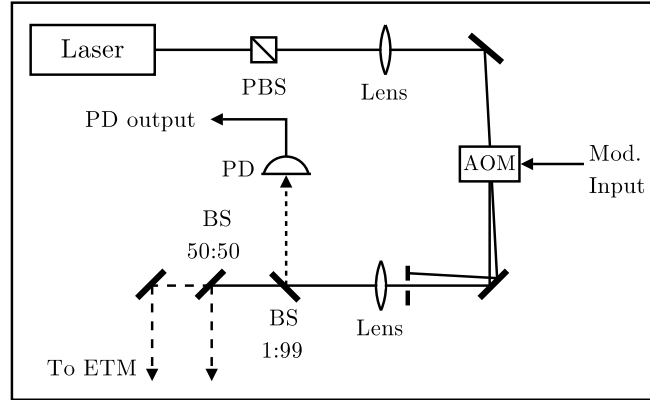 Laser
PBS
Lens
PD output
PD
AOM
Mod.
Input
BS
50:50
Lens
BS
1:99
To ETM